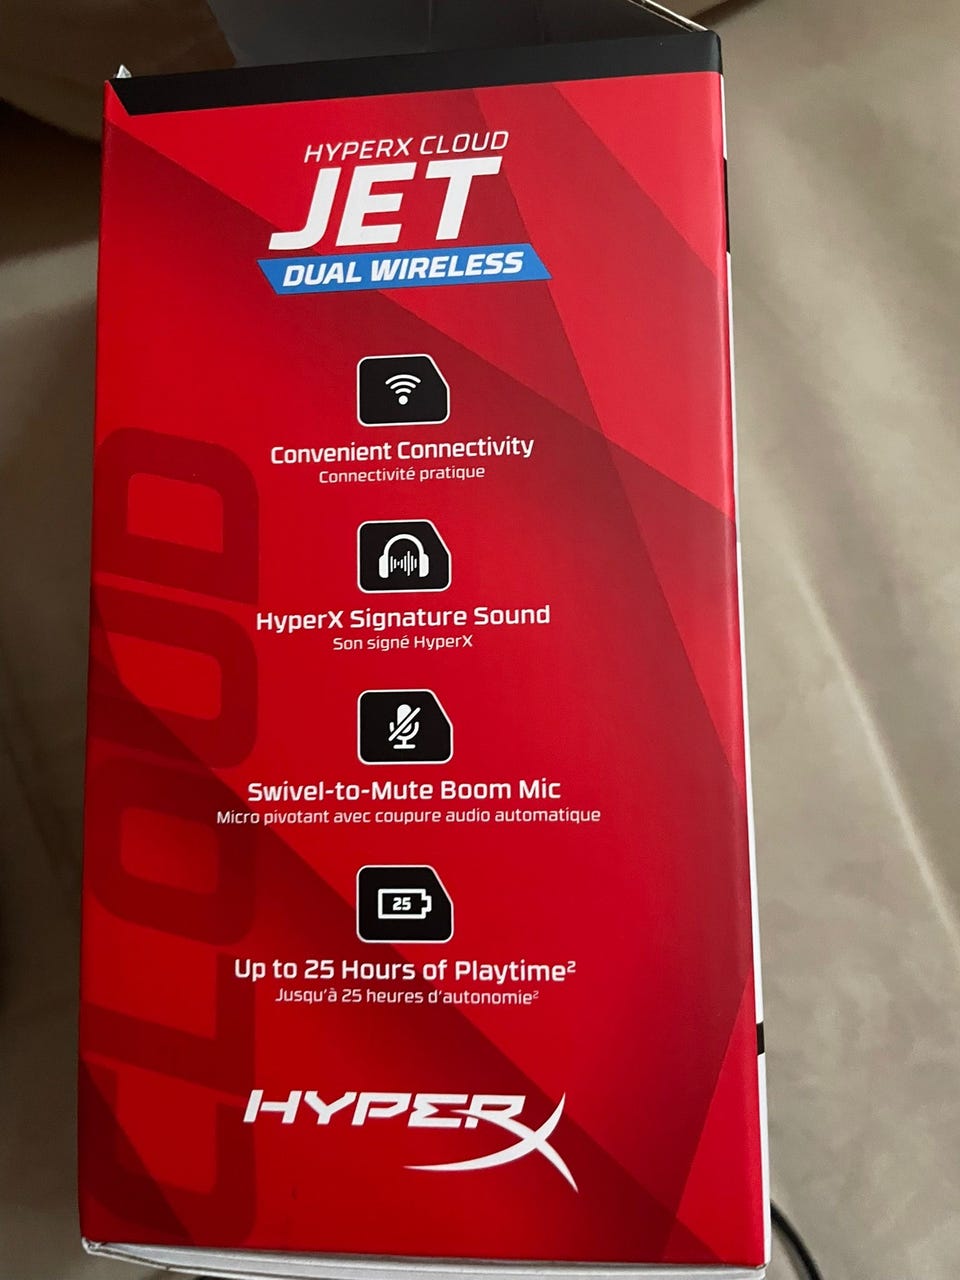 HYPERX CLOUD
JET
DUAL WIRELESS
Convenient Connectivity
Connectivité pratique
HyperX Signature Sound
Son signé HyperX
Swivel-to-Mute Boom Mic
Micro pivotant avec coupure audio automatique
25
Up to 25 Hours of Playtime²
Jusqu'à 25 heures d'autonomie²
HYPERX
CLOUD